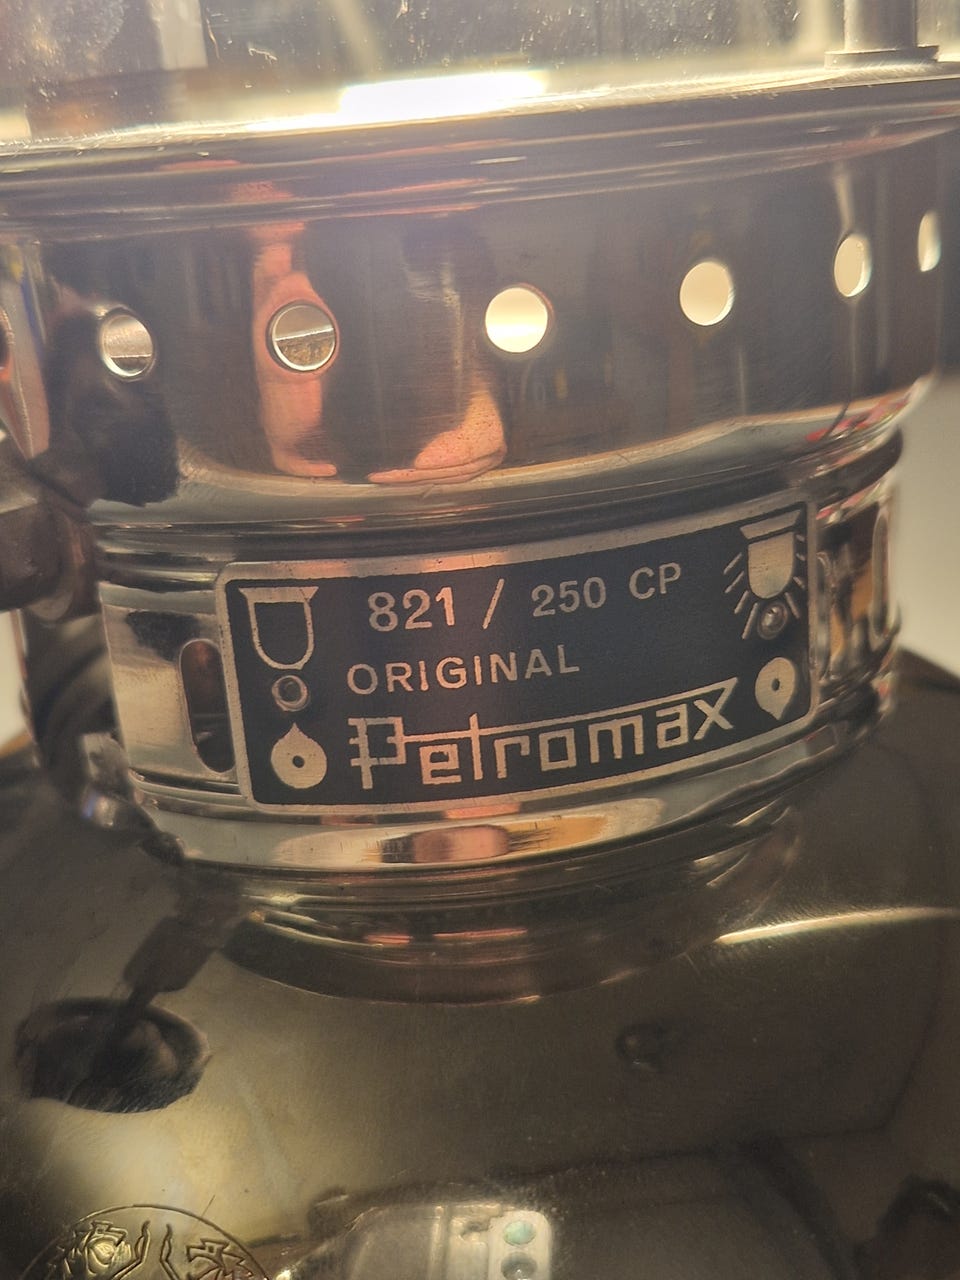 821 / 250 CP
ORIGINAL
Petromax